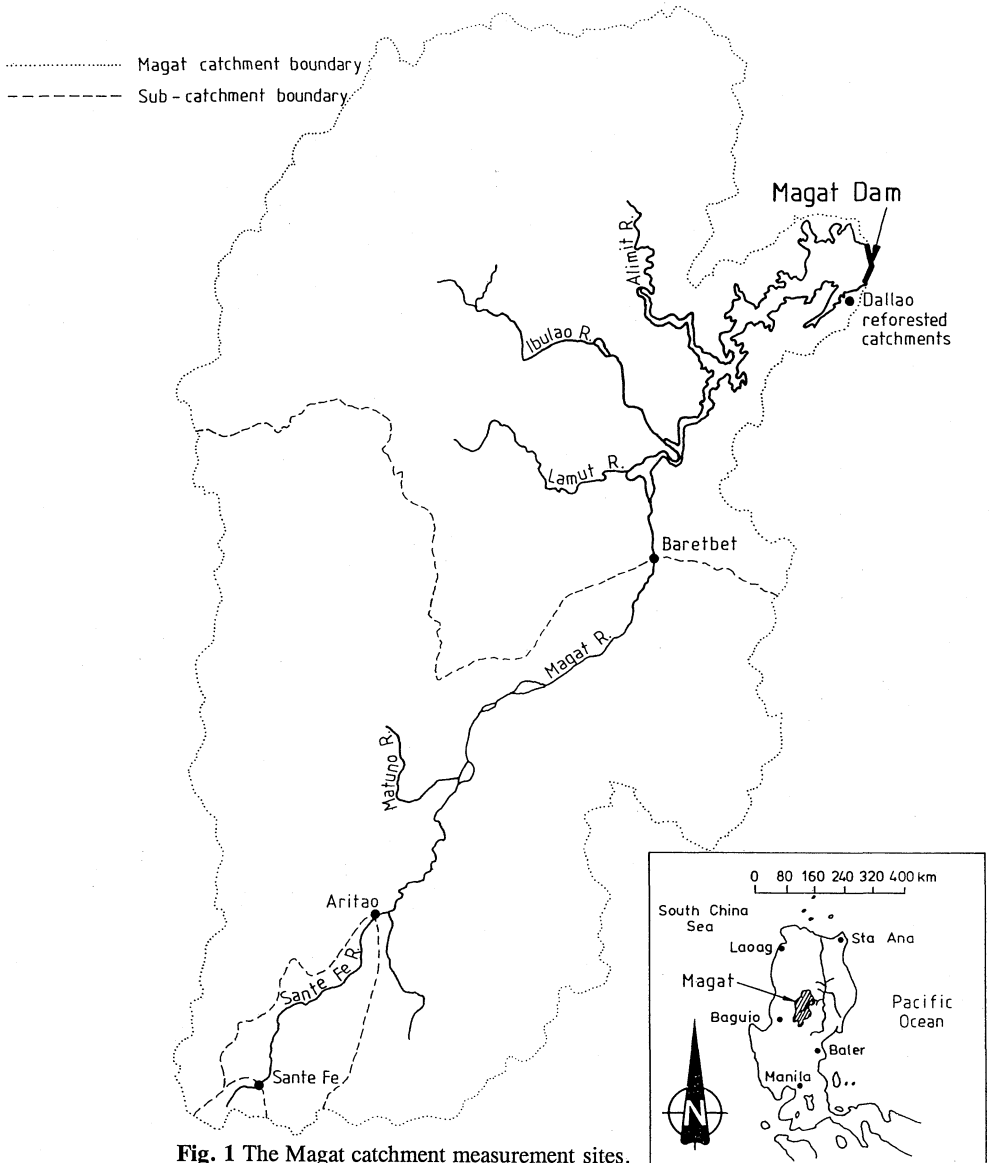 Magat catchment boundary
Sub-catchment boundary
Magat Dam
Alimit R.
Dallao
reforested
catchments
Ibulao R.
Lamut R.
Baretbet
Magat R.
Matuno R.
Aritao
Sante Fe R.
Sante Fe
0 80 160 240 320 400 km
South China
Sea
Laoag
Sta Ana
Magat
Pacific
Ocean
Baguio
Baler
Manila
N
Fig. 1 The Magat catchment measurement sites.